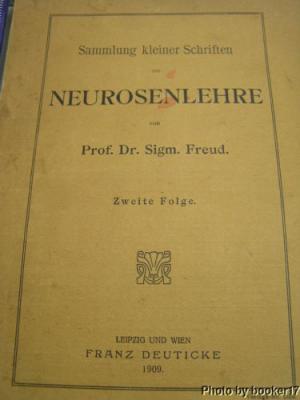 Sammlung kleiner Schriften
zur
NEUROSENLEHRE
von
Prof. Dr. Sigm. Freud.
Zweite Folge.
LEIPZIG UND WIEN
FRANZ DEUTICKE
1909.
Photo by booker17